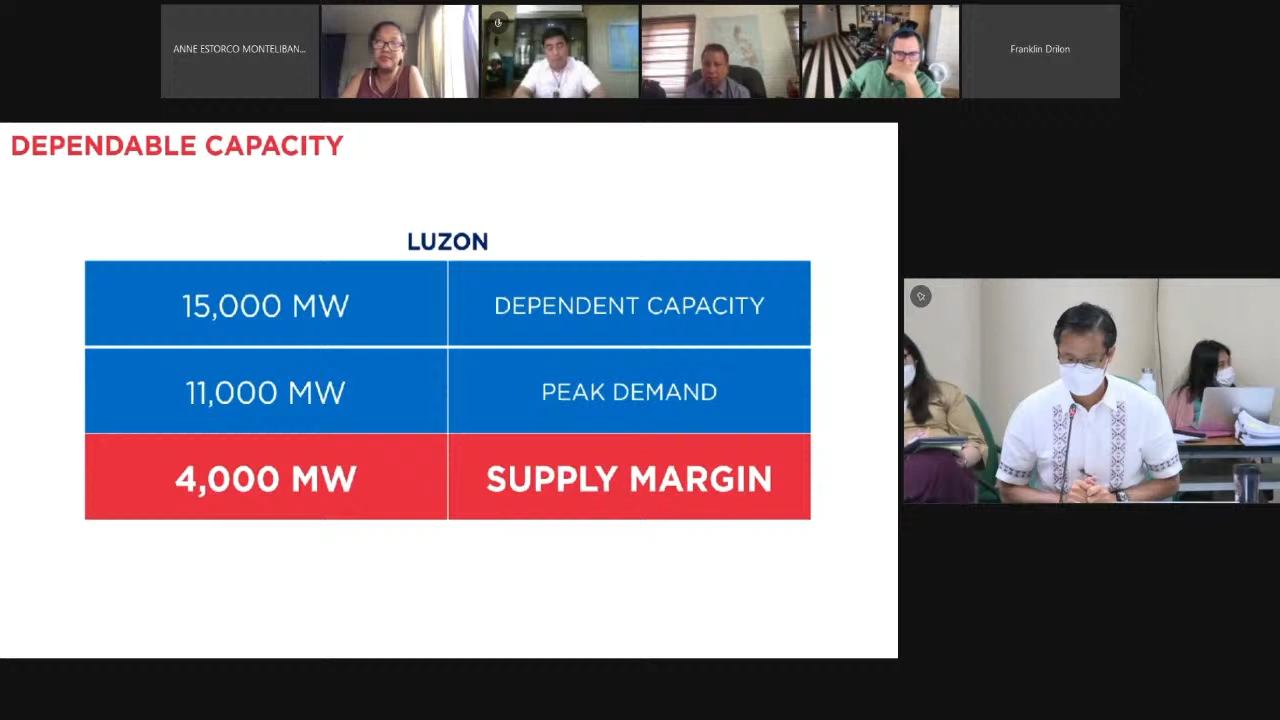 ANNE ESTORCO MONTELIBAN...
Franklin Drilon
DEPENDABLE CAPACITY
LUZON
15,000 MW DEPENDENT CAPACITY
11,000 MW PEAK DEMAND
4,000 MW SUPPLY MARGIN